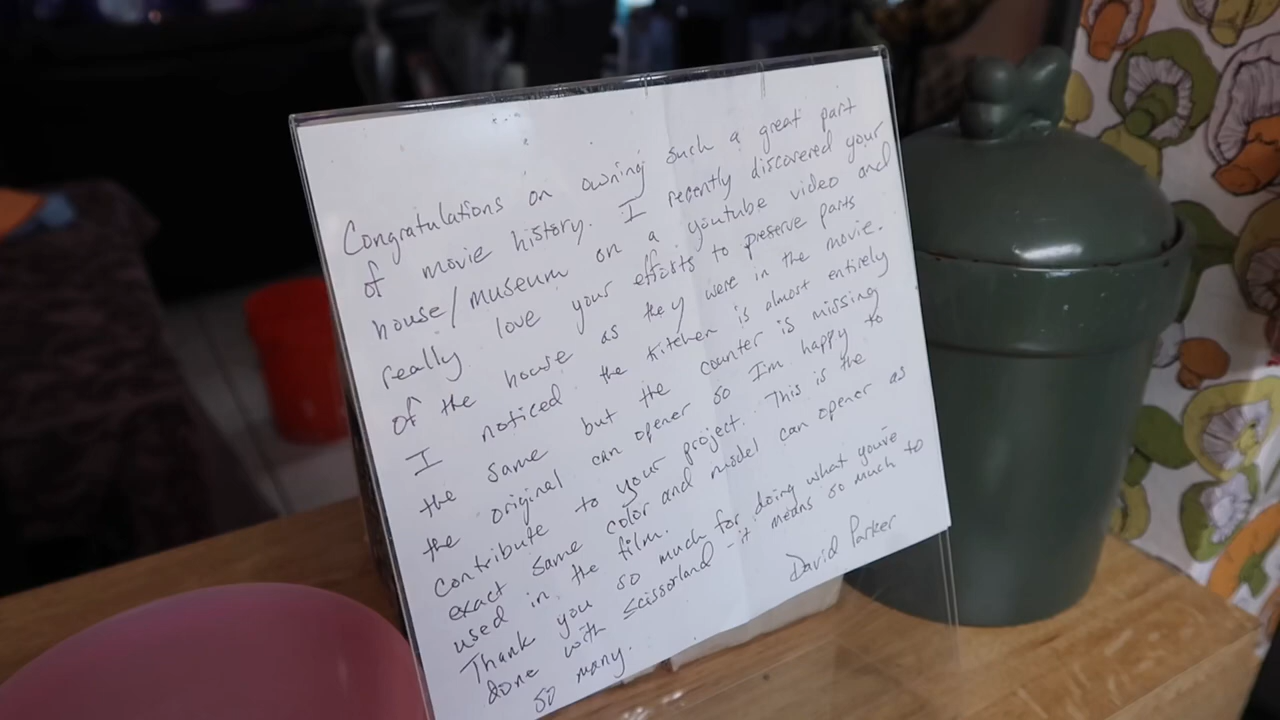 Congratulations on owning such a great part
of movie history. I recently discovered your
house/museum on a youtube video and
really love your efforts to preserve parts
of the house as they were in the movie.
I noticed the kitchen is almost entirely
the same but the counter is missing
the original can opener so I'm happy to
contribute to your project. This is the
exact same color and model can opener as
used in the film.
Thank you so much for doing what you've
done with Scissorland - it means so much to
so many.
David Parker